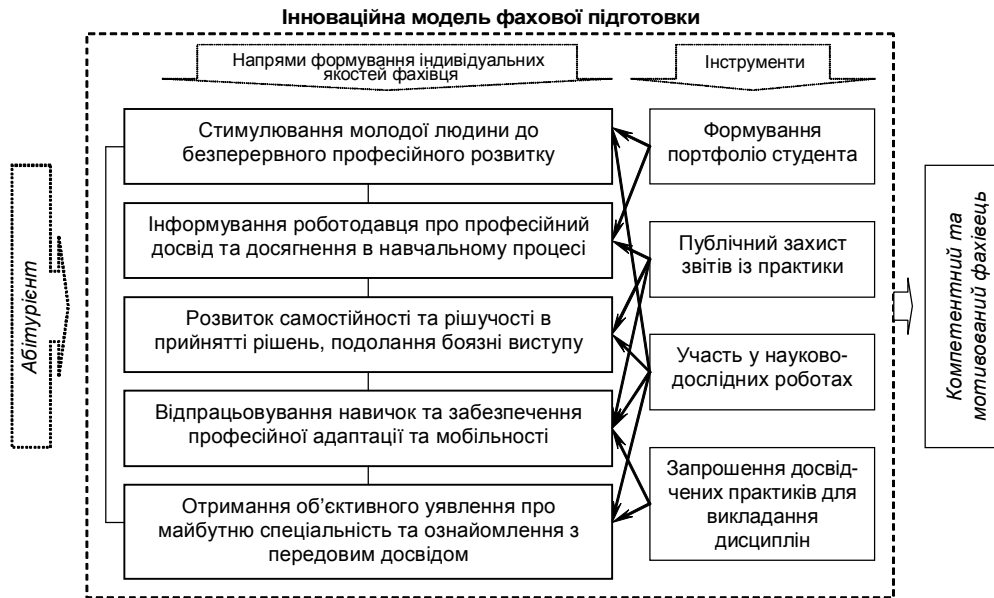 Інноваційна модель фахової підготовки
Напрями формування індивідуальних
якостей фахівця
Інструменти
Абітурієнт
Стимулювання молодої людини до
безперервного професійного розвитку
Інформування роботодавця про професійний
досвід та досягнення в навчальному процесі
Розвиток самостійності та рішучості в
прийнятті рішень, подолання боязні виступу
Відпрацьовування навичок та забезпечення
професійної адаптації та мобільності
Отримання об’єктивного уявлення про
майбутню спеціальність та ознайомлення з
передовим досвідом
Формування
портфоліо студента
Публічний захист
звітів із практики
Участь у науково-
дослідних роботах
Запрошення досвід-
чених практиків для
викладання
дисциплін
Компетентний та
мотивований фахівець